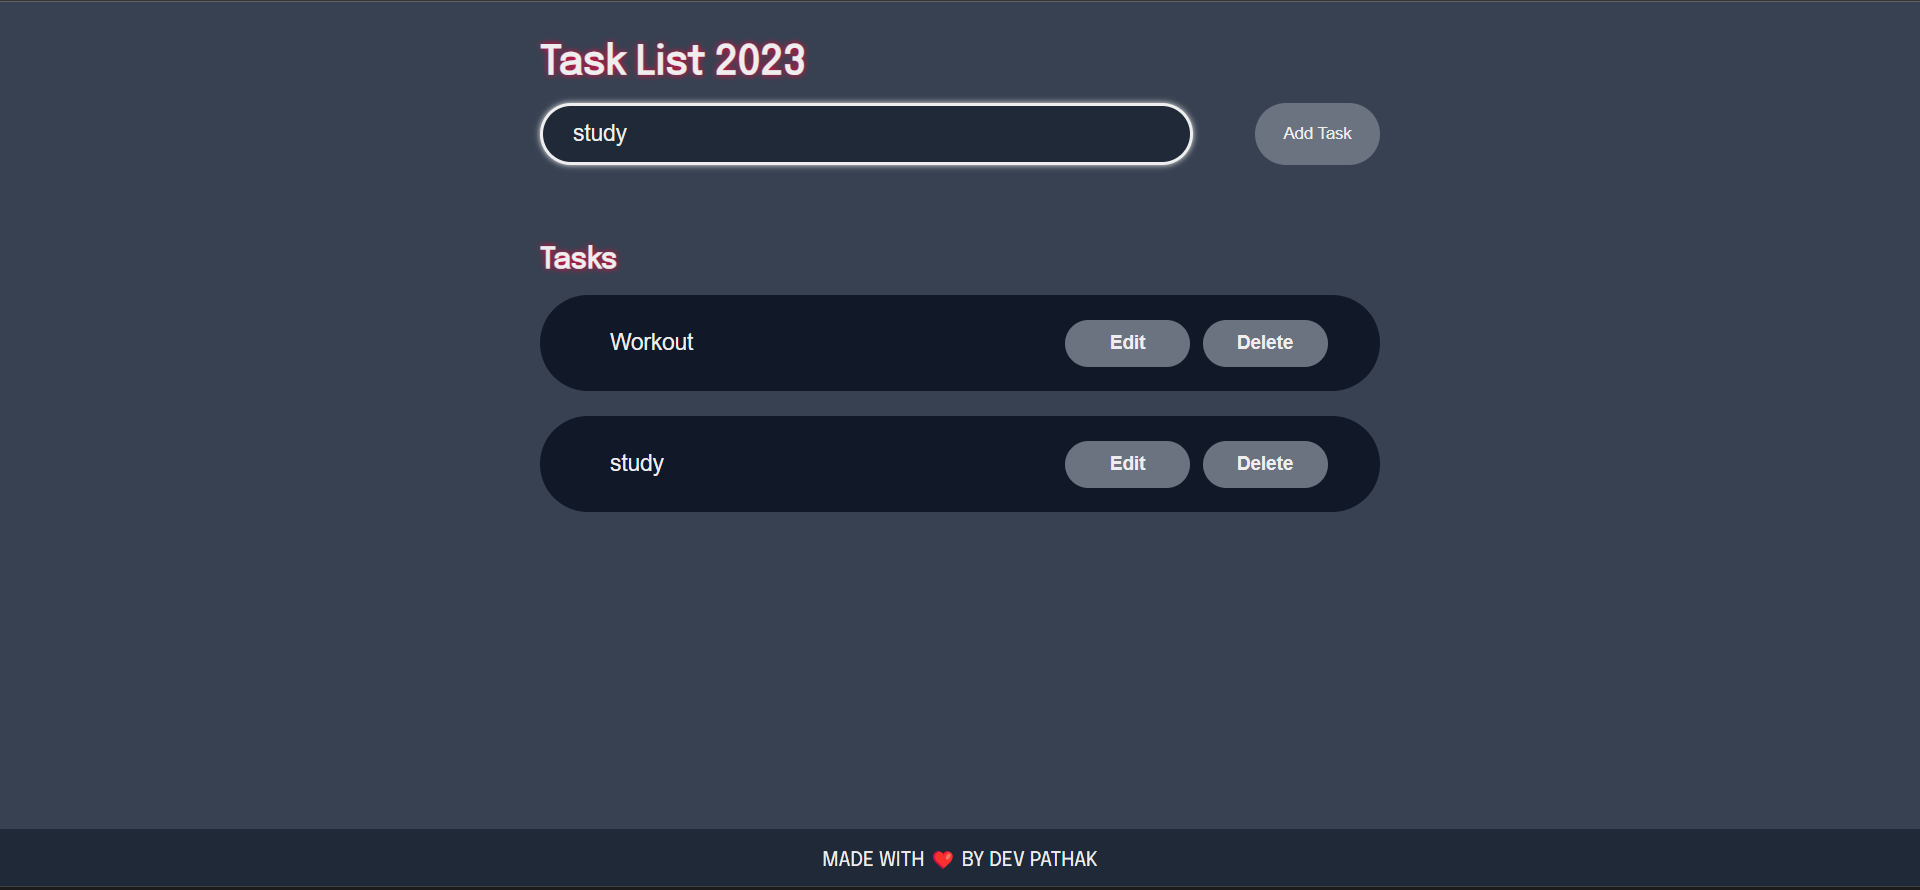 Task List 2023
study Add Task
Tasks
Workout Edit Delete
study Edit Delete
MADE WITH ❤️ BY DEV PATHAK